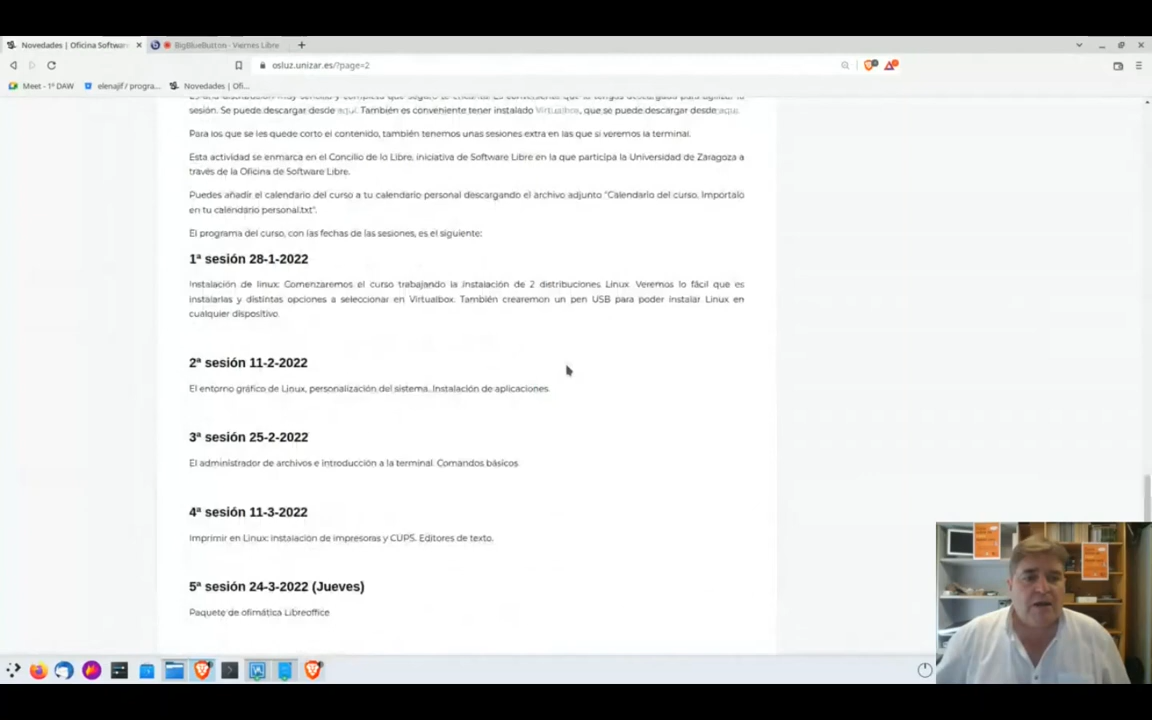 Novedades | Oficina Softwar
BigBlueButton - Viernes Libre
osluz.unizar.es/?page=2
Meet - 1º DAW
elenajif / progra...
Novedades | Ofi...
sesión. Se puede descargar desde aquí. También es conveniente tener instalado Virtualbox, que se puede descargar desde aquí.
Para los que se les quede corto el contenido, también tenemos unas sesiones extra en las que si veremos la terminal.
Esta actividad se enmarca en el Concilio de lo Libre, iniciativa de Software Libre en la que participa la Universidad de Zaragoza a
través de la Oficina de Software Libre.
Puedes añadir el calendario del curso a tu calendario personal descargando el archivo adjunto "Calendario del curso. Impórtalo
en tu calendário personal.txt".
El programa del curso, con las fechas de las sesiones, es el siguiente:
1ª sesión 28-1-2022
Instalación de linux: Comenzaremos el curso trabajando la instalación de 2 distribuciones Linux. Veremos lo fácil que es
instalarlas y distintas opciones a seleccionar en Virtualbox. También crearemon un pen USB para poder instalar Linux en
cualquier dispositivo.
2ª sesión 11-2-2022
El entorno gráfico de Linux, personalización del sistema. Instalación de aplicaciones.
3ª sesión 25-2-2022
El administrador de archivos e introducción a la terminal. Comandos básicos
4ª sesión 11-3-2022
Imprimir en Linux: instalación de impresoras y CUPS. Editores de texto.
5ª sesión 24-3-2022 (Jueves)
Paquete de ofimática Libreoffice